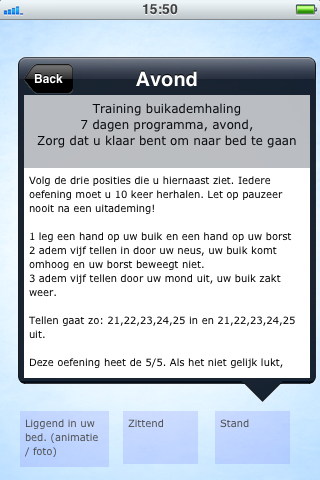 15:50
Back
Avond
Training buikademhaling
7 dagen programma, avond,
Zorg dat u klaar bent om naar bed te gaan
Volg de drie posities die u hiernaast ziet. Iedere
oefening moet u 10 keer herhalen. Let op pauzeer
nooit na een uitademing!
1 leg een hand op uw buik en een hand op uw borst
2 adem vijf tellen in door uw neus, uw buik komt
omhoog en uw borst beweegt niet.
3 adem vijf tellen door uw mond uit, uw buik zakt
weer.
Tellen gaat zo: 21,22,23,24,25 in en 21,22,23,24,25
uit.
Deze oefening heet de 5/5. Als het niet gelijk lukt,
Liggend in uw
bed. (animatie
/ foto)
Zittend
Stand